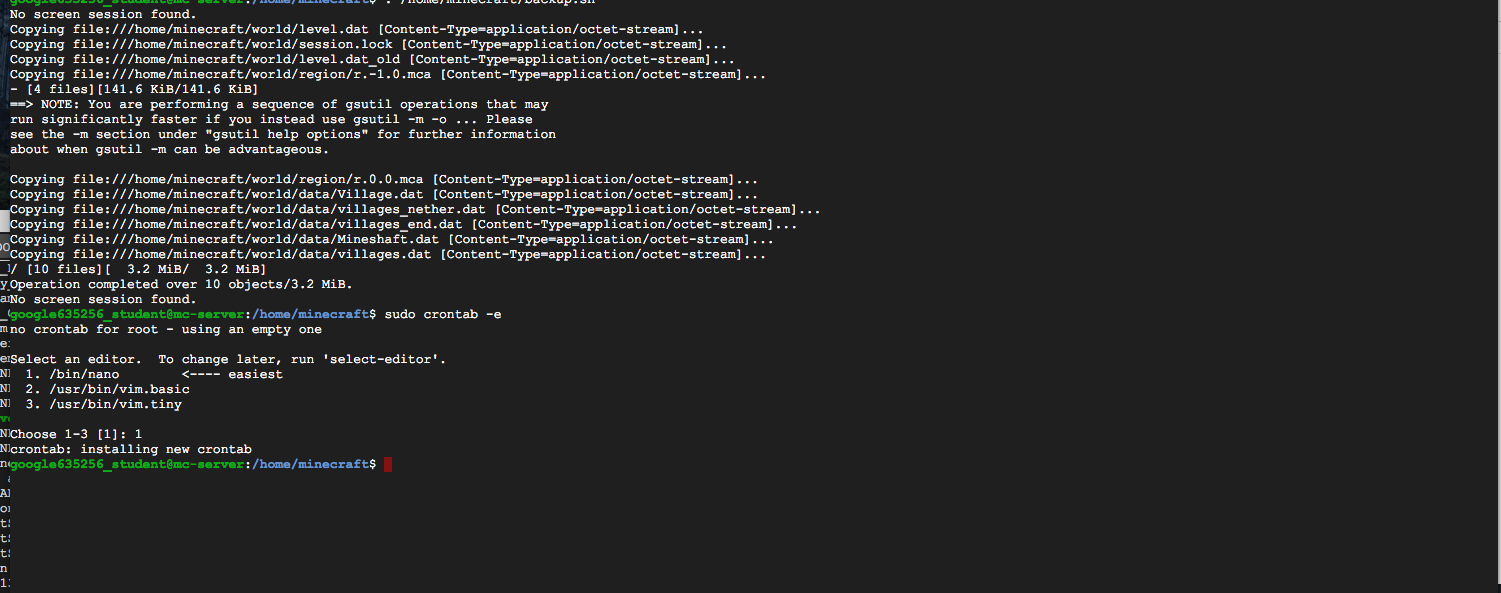 google635256_student@mc-server:/home/minecraft$ . /home/minecraft/backup.sh
No screen session found.
Copying file:///home/minecraft/world/level.dat [Content-Type=application/octet-stream]...
Copying file:///home/minecraft/world/session.lock [Content-Type=application/octet-stream]...
Copying file:///home/minecraft/world/level.dat_old [Content-Type=application/octet-stream]...
Copying file:///home/minecraft/world/region/r.-1.0.mca [Content-Type=application/octet-stream]...
- [4 files][141.6 KiB/141.6 KiB]
==> NOTE: You are performing a sequence of gsutil operations that may
run significantly faster if you instead use gsutil -m -o ... Please
see the -m section under "gsutil help options" for further information
about when gsutil -m can be advantageous.
Copying file:///home/minecraft/world/region/r.0.0.mca [Content-Type=application/octet-stream]...
Copying file:///home/minecraft/world/data/Village.dat [Content-Type=application/octet-stream]...
Copying file:///home/minecraft/world/data/villages_nether.dat [Content-Type=application/octet-stream]...
Copying file:///home/minecraft/world/data/villages_end.dat [Content-Type=application/octet-stream]...
Copying file:///home/minecraft/world/data/Mineshaft.dat [Content-Type=application/octet-stream]...
Copying file:///home/minecraft/world/data/villages.dat [Content-Type=application/octet-stream]...
/ [10 files][  3.2 MiB/  3.2 MiB]
Operation completed over 10 objects/3.2 MiB.
No screen session found.
google635256_student@mc-server:/home/minecraft$ sudo crontab -e
no crontab for root - using an empty one
Select an editor.  To change later, run 'select-editor'.
  1. /bin/nano        <---- easiest
  2. /usr/bin/vim.basic
  3. /usr/bin/vim.tiny
Choose 1-3 [1]: 1
crontab: installing new crontab
google635256_student@mc-server:/home/minecraft$